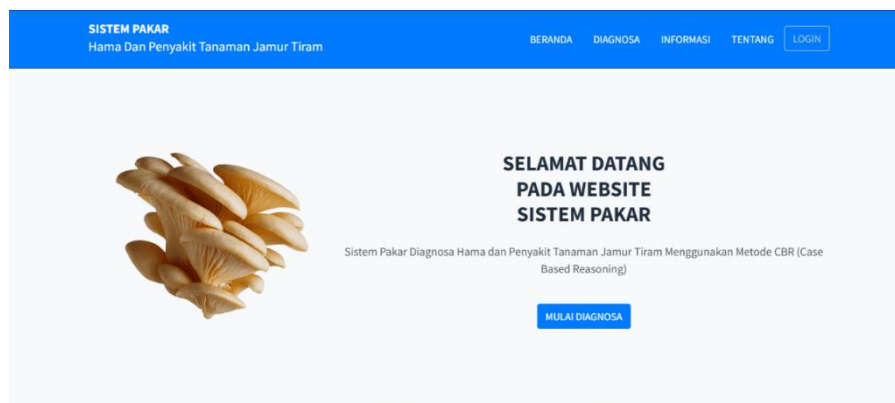 SISTEM PAKAR
Hama Dan Penyakit Tanaman Jamur Tiram
BERANDA DIAGNOSA INFORMASI TENTANG LOGIN
SELAMAT DATANG
PADA WEBSITE
SISTEM PAKAR
Sistem Pakar Diagnosa Hama dan Penyakit Tanaman Jamur Tiram Menggunakan Metode CBR (Case
Based Reasoning)
MULAI DIAGNOSA